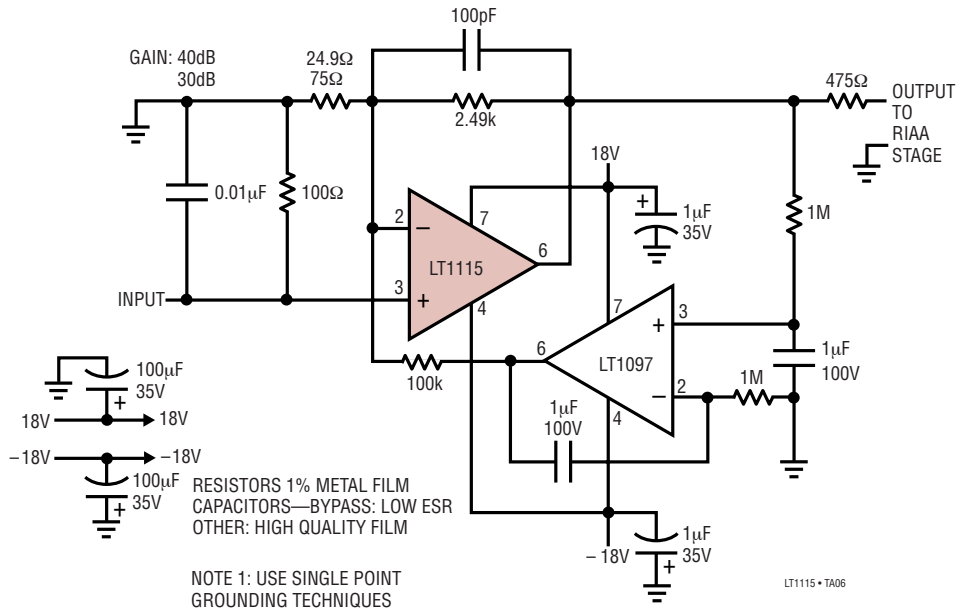 100pF
GAIN: 40dB
30dB
24.9Ω
75Ω
2.49k
475Ω
OUTPUT
TO
RIAA
STAGE
0.01µF
100Ω
18V
+
1µF
35V
1M
2
–
7
LT1115
6
3
+
4
INPUT
7
3
+
6
LT1097
100k
1µF
100V
2
–
1M
4
1µF
100V
100µF
35V
+
18V
18V
–18V
–18V
100µF
35V
+
RESISTORS 1% METAL FILM
CAPACITORS—BYPASS: LOW ESR
OTHER: HIGH QUALITY FILM
– 18V
1µF
35V
+
NOTE 1: USE SINGLE POINT
GROUNDING TECHNIQUES
LT1115 • TA06